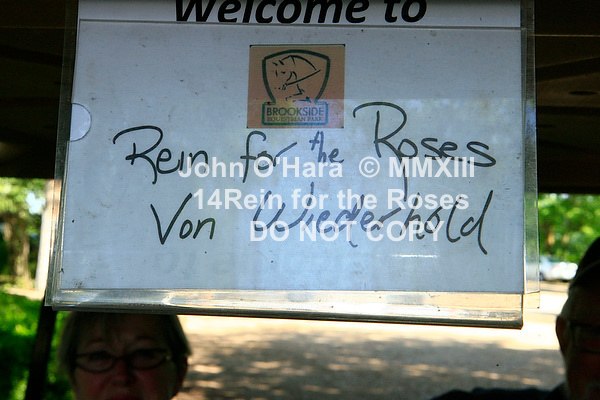 Welcome to
BROOKSIDE
EQUESTRIAN PARK
Rein for the Roses
John O'Hara © MMXIII
14Rein for the Roses
Von Wiederhold
DO NOT COPY